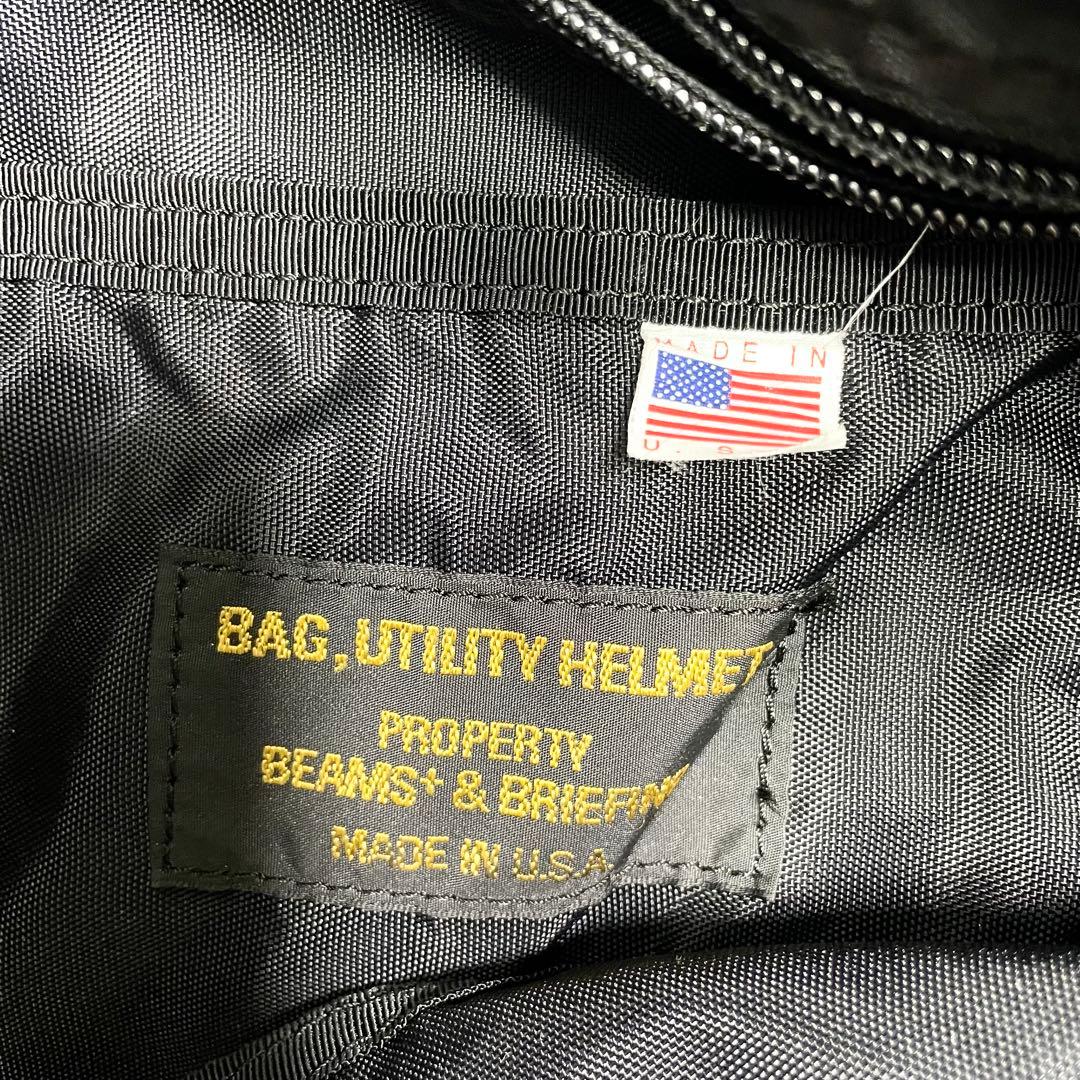 MADE IN
U. S
BAG, UTILITY HELMET
PROPERTY
BEAMS+ & BRIEFIN
MADE IN U.S.A